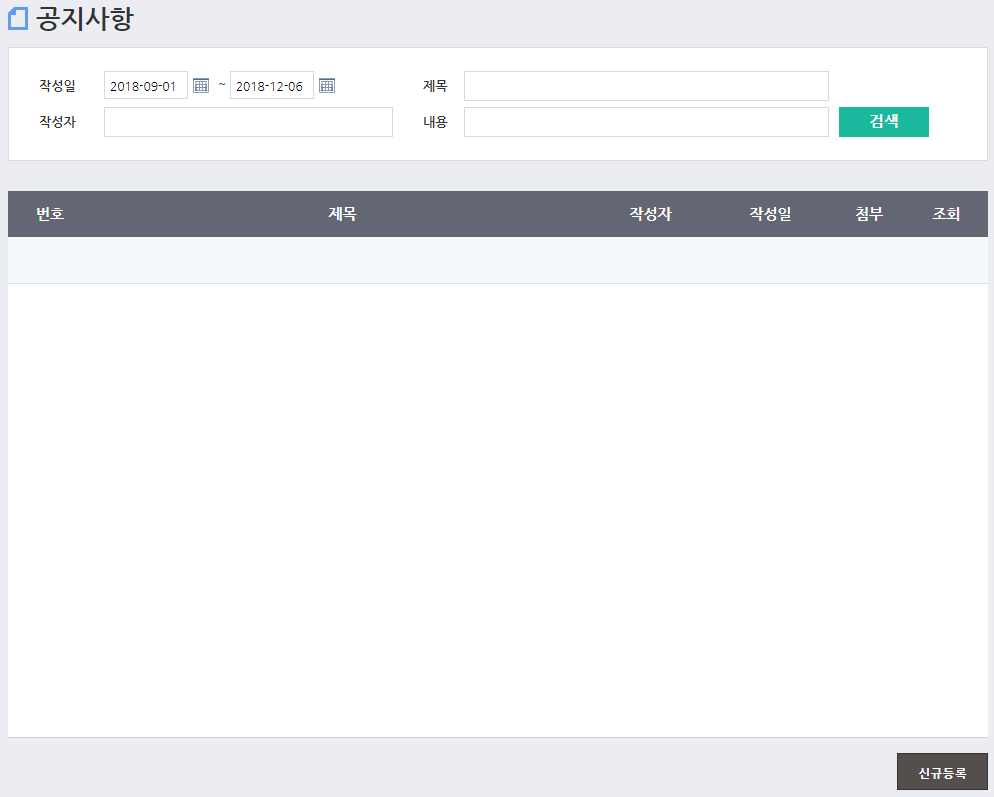 공지사항
작성일 2018-09-01 ~ 2018-12-06 제목
작성자 내용 검색
번호 제목 작성자 작성일 첨부 조회
신규등록